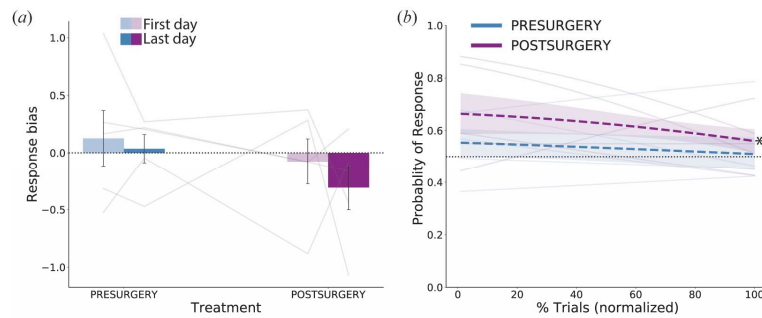 (a)
First day
Last day
1.0
0.5
0.0
−0.5
−1.0
Response bias
PRESURGERY
POSTSURGERY
Treatment
(b)
PRESURGERY
POSTSURGERY
1.0
0.8
0.6
0.4
0.2
0.0
Probablity of Response
*
0
20
40
60
80
100
% Trials (normalized)